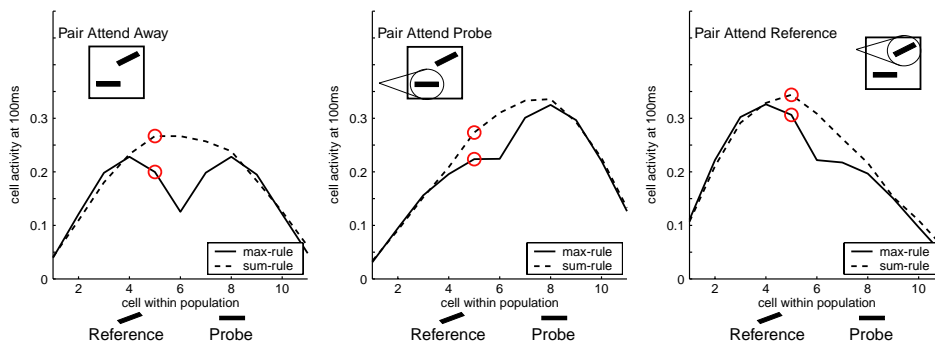 Pair Attend Away
cell activity at 100ms
0.3
0.2
0.1
0
2 4 6 8 10
cell within population
max-rule
sum-rule
Reference Probe
Pair Attend Probe
cell activity at 100ms
0.3
0.2
0.1
0
2 4 6 8 10
cell within population
max-rule
sum-rule
Reference Probe
Pair Attend Reference
cell activity at 100ms
0.3
0.2
0.1
0
2 4 6 8 10
cell within population
max-rule
sum-rule
Reference Probe